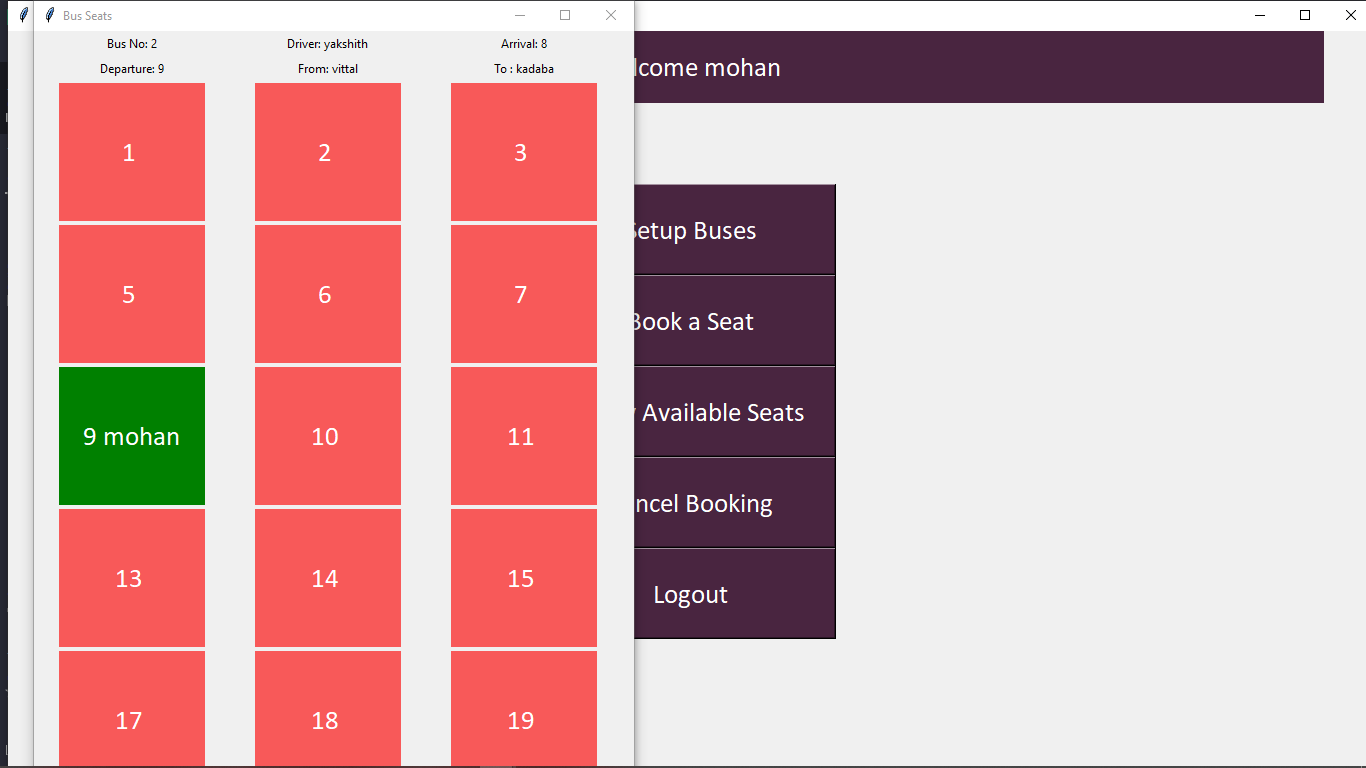 Bus Seats
Bus No: 2 Driver: yakshith Arrival: 8
Departure: 9 From: vittal To : kadaba
1 2 3
5 6 7
9 mohan 10 11
13 14 15
17 18 19
lcome mohan
Setup Buses
Book a Seat
Available Seats
ncel Booking
Logout